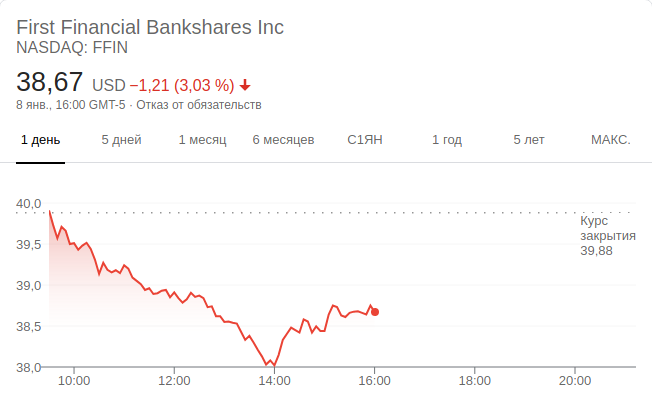 First Financial Bankshares Inc
NASDAQ: FFIN
38,67 USD −1,21 (3,03 %)
8 янв., 16:00 GMT-5 · Отказ от обязательств
1 день 5 дней 1 месяц 6 месяцев С1ЯН 1 год 5 лет МАКС.
40,0
Курс
закрытия
39,88
39,5
39,0
38,5
38,0
10:00 12:00 14:00 16:00 18:00 20:00